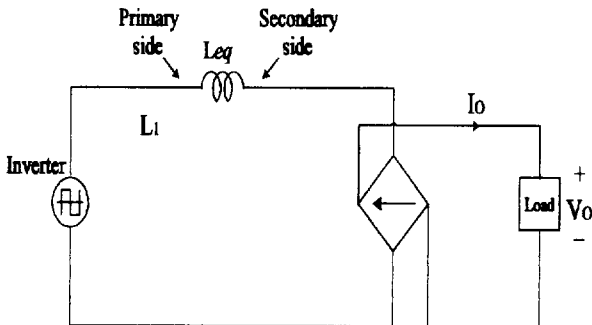 Primary
side
Secondary
side
Leq
L1
Inverter
Io
Load
+
Vo
−